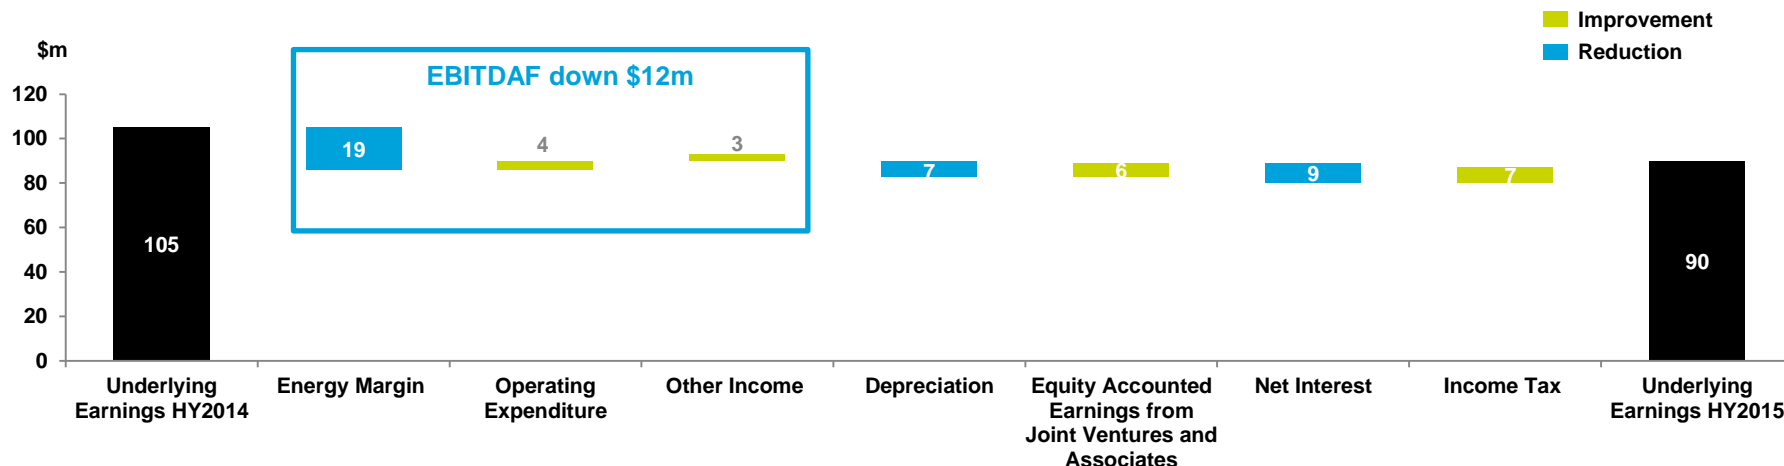 Improvement
Reduction
$m
EBITDAF down $12m
120
100
80
60
40
20
0
105
19
4
3
7
6
9
7
90
Underlying
Earnings HY2014
Energy Margin
Operating
Expenditure
Other Income
Depreciation
Equity Accounted
Earnings from
Joint Ventures and
Associates
Net Interest
Income Tax
Underlying
Earnings HY2015